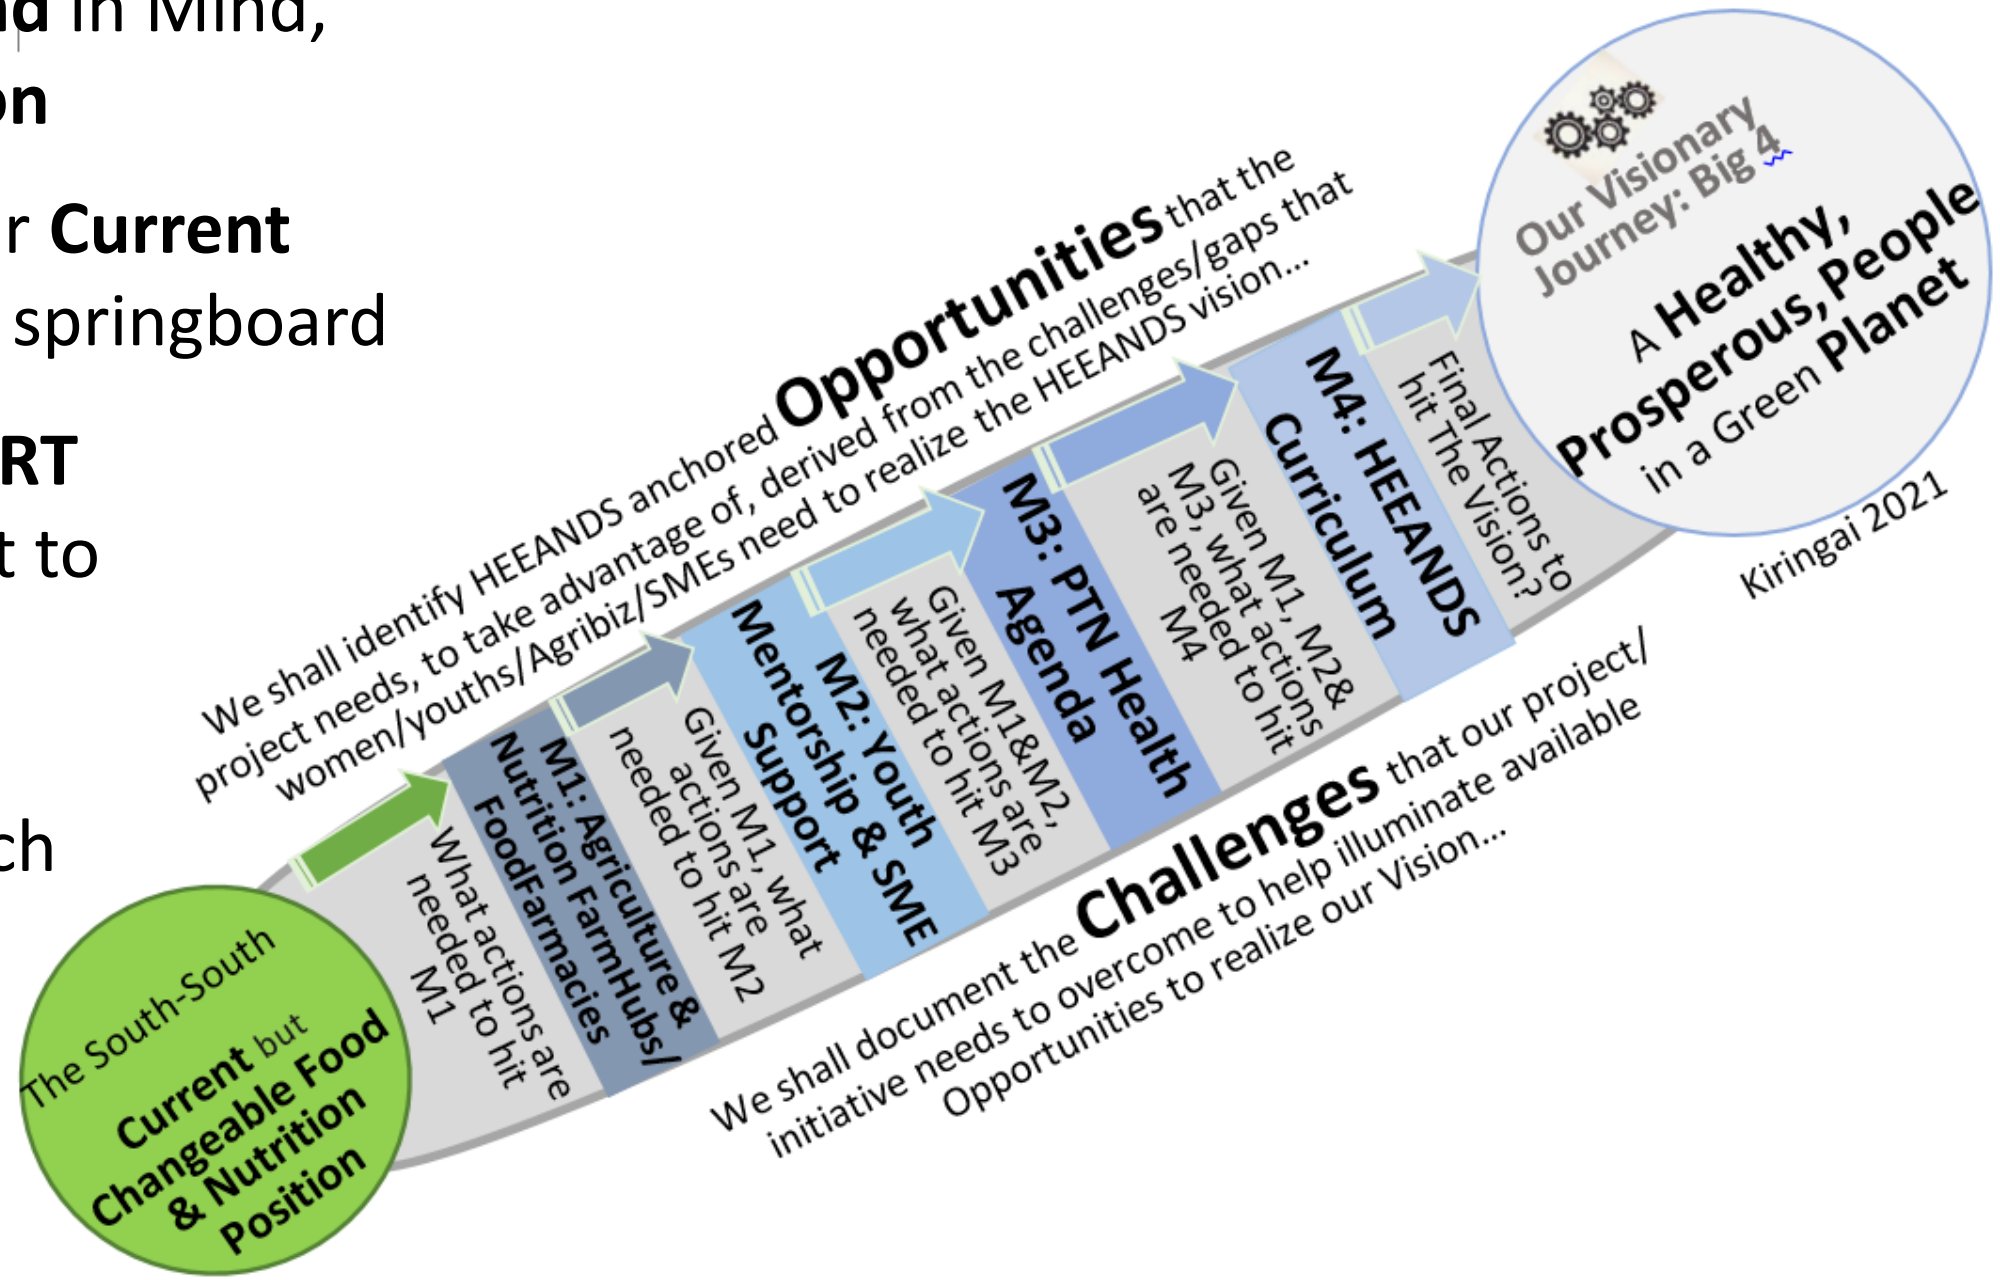 nd in Mind,
on
r Current
springboard
RT
t to
ch
We shall identify HEEANDS anchored Opportunities that the
project needs, to take advantage of, derived from the challenges/gaps that
women/youths/Agribiz/SMEs need to realize the HEEANDS vision...
The South-South
Current but
Changeable Food
& Nutrition
Position
What actions are
needed to hit
M1
M1: Agriculture &
Nutrition FarmHubs/
FoodFarmacies
Given M1, what
actions are
needed to hit M2
M2: Youth
Mentorship & SME
Support
Given M1&M2,
what actions are
needed to hit M3
M3: PTN Health
Agenda
Given M1, M2&
M3, what actions
are needed to hit
M4
M4: HEEANDS
Curriculum
Final Actions to
hit The Vision?
Our Visionary
Journey: Big 4
A Healthy,
Prosperous, People
in a Green Planet
Kiringai 2021
We shall document the Challenges that our project/
initiative needs to overcome to help illuminate available
Opportunities to realize our Vision...